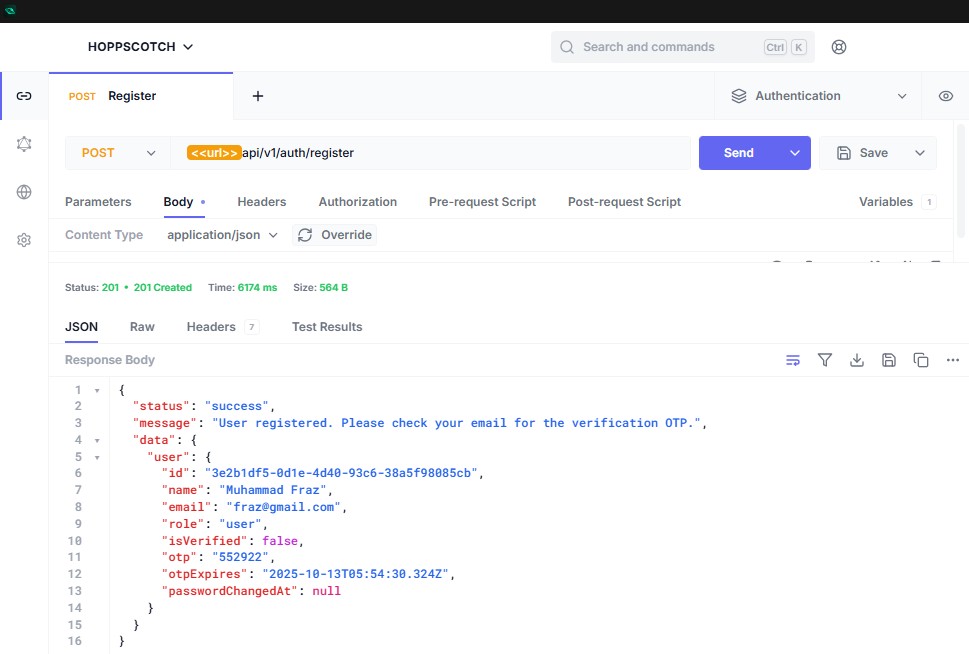 HOPPSCOTCH
Search and commands Ctrl K
POST Register
Authentication
POST <<url>>api/v1/auth/register Send Save
Parameters Body Headers Authorization Pre-request Script Post-request Script Variables 1
Content Type application/json Override
Status: 201 • 201 Created Time: 6174 ms Size: 564 B
JSON Raw Headers 7 Test Results
Response Body
1 {
2 "status": "success",
3 "message": "User registered. Please check your email for the verification OTP.",
4 "data": {
5 "user": {
6 "id": "3e2b1df5-0d1e-4d40-93c6-38a5f98085cb",
7 "name": "Muhammad Fraz",
8 "email": "fraz@gmail.com",
9 "role": "user",
10 "isVerified": false,
11 "otp": "552922",
12 "otpExpires": "2025-10-13T05:54:30.324Z",
13 "passwordChangedAt": null
14 }
15 }
16 }